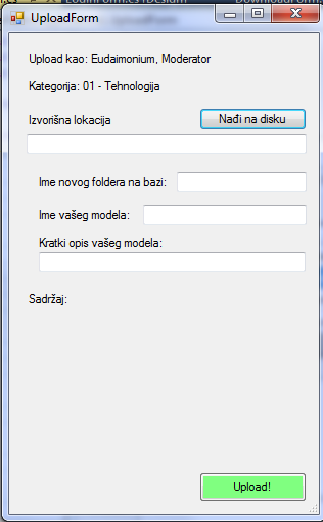 UploadForm
Upload kao: Eudaimonium, Moderator
Kategorija: 01 - Tehnologija
Izvorišna lokacija
Nađi na disku
Ime novog foldera na bazi:
Ime vašeg modela:
Kratki opis vašeg modela:
Sadržaj:
Upload!